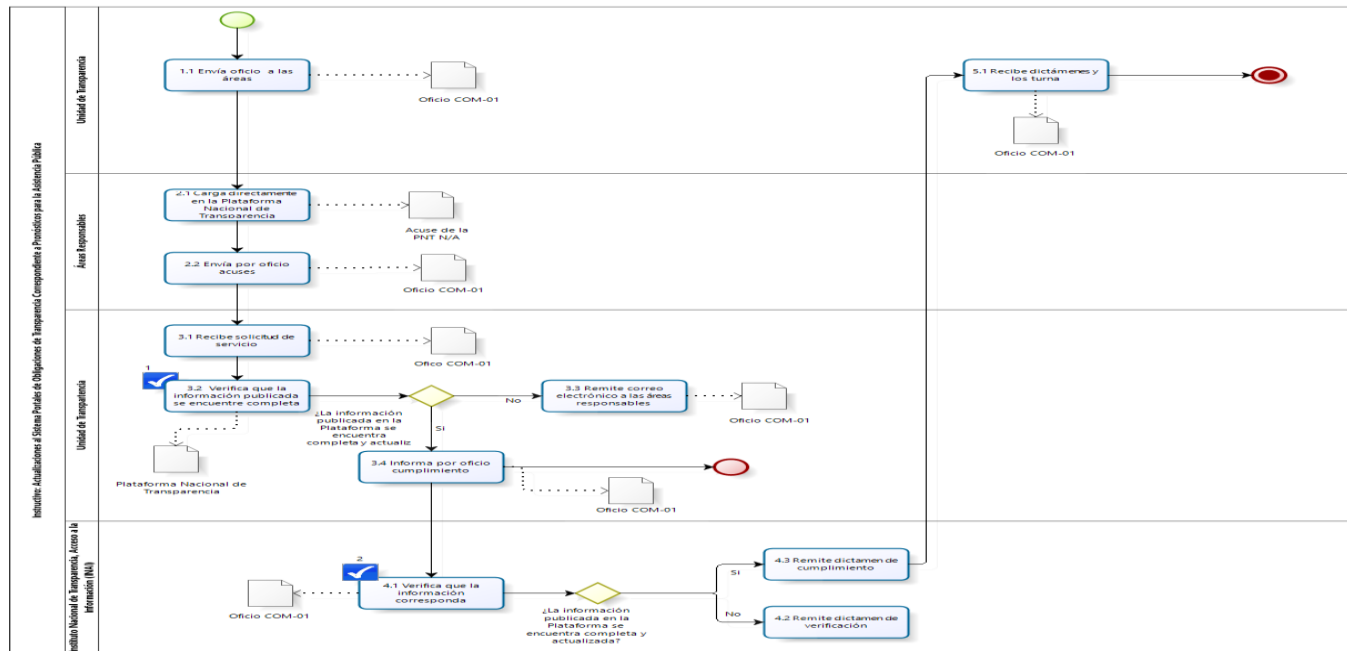 Instructivo: Actualizaciones al Sistema Portales de Obligaciones de Transparencia Correspondiente a Pronósticos para la Asistencia Pública
Unidad de Transparencia
1.1 Envía oficio a las
áreas
Oficio COM-01
5.1 Recibe dictámenes y
los turna
Oficio COM-01
Áreas Responsables
2.1 Carga directamente
en la Plataforma
Nacional de
Transparencia
Acuse de la
PNT N/A
2.2 Envía por oficio
acuses
Oficio COM-01
Unidad de Transparencia
3.1 Recibe solicitud de
servicio
Ofico COM-01
1
3.2 Verifica que la
información publicada
se encuentre completa
Plataforma Nacional de
Transparencia
¿La información
publicada en la
Plataforma se
encuentra
completa y actualiz
No
3.3 Remite correo
electrónico a las áreas
responsables
Oficio COM-01
Si
3.4 Informa por oficio
cumplimiento
Oficio COM-01
Instituto Nacional de Transparencia, Acceso a la
Información (INAI)
2
4.1 Verifica que la
información
corresponda
Oficio COM-01
¿La información
publicada en la
Plataforma se
encuentra completa y
actualizada?
Si
4.3 Remite dictamen de
cumplimiento
No
4.2 Remite dictamen de
verificación